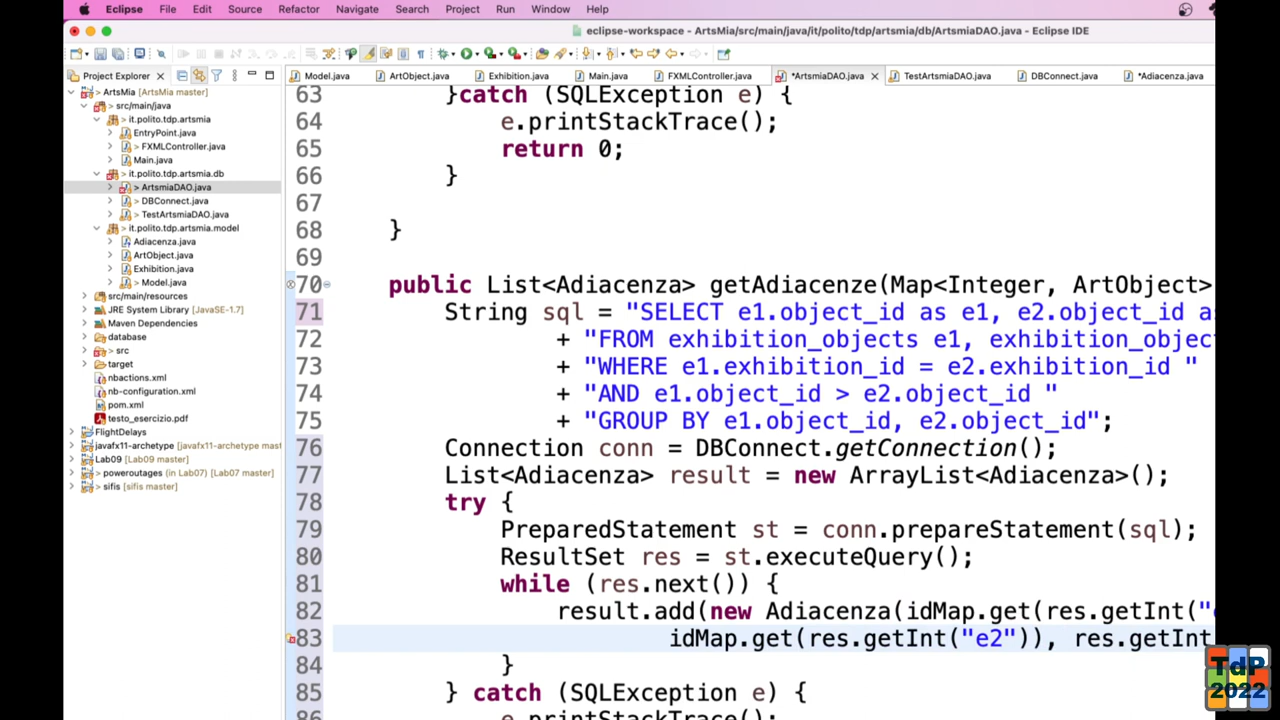 Eclipse File Edit Source Refactor Navigate Search Project Run Window Help
eclipse-workspace - ArtsMia/src/main/java/it/polito/tdp/artsmia/db/ArtsmiaDAO.java - Eclipse IDE
Project Explorer
Model.java ArtObject.java Exhibition.java Main.java FXMLController.java *ArtsmiaDAO.java TestArtsmiaDAO.java DBConnect.java *Adiacenza.java
> ArtsMia [ArtsMia master]
> src/main/java
> it.polito.tdp.artsmia
EntryPoint.java
> FXMLController.java
Main.java
> it.polito.tdp.artsmia.db
> ArtsmiaDAO.java
> DBConnect.java
> TestArtsmiaDAO.java
> it.polito.tdp.artsmia.model
Adiacenza.java
ArtObject.java
Exhibition.java
> Model.java
src/main/resources
JRE System Library [JavaSE-1.7]
Maven Dependencies
database
> src
target
nbactions.xml
nb-configuration.xml
pom.xml
testo_esercizio.pdf
FlightDelays
javafx11-archetype [javafx11-archetype mast
> Lab09 [Lab09 master]
> poweroutages (in Lab07) [Lab07 master]
> sifis [sifis master]
63 }catch (SQLException e) {
64 e.printStackTrace();
65 return 0;
66 }
67
68 }
69
70 public List<Adiacenza> getAdiacenze(Map<Integer, ArtObject>
71 String sql = "SELECT e1.object_id as e1, e2.object_id as
72 + "FROM exhibition_objects e1, exhibition_objec
73 + "WHERE e1.exhibition_id = e2.exhibition_id "
74 + "AND e1.object_id > e2.object_id "
75 + "GROUP BY e1.object_id, e2.object_id";
76 Connection conn = DBConnect.getConnection();
77 List<Adiacenza> result = new ArrayList<Adiacenza>();
78 try {
79 PreparedStatement st = conn.prepareStatement(sql);
80 ResultSet res = st.executeQuery();
81 while (res.next()) {
82 result.add(new Adiacenza(idMap.get(res.getInt("
83 idMap.get(res.getInt("e2")), res.getInt
84 }
85 } catch (SQLException e) {
86 e.printStackTrace();
TdP
2022